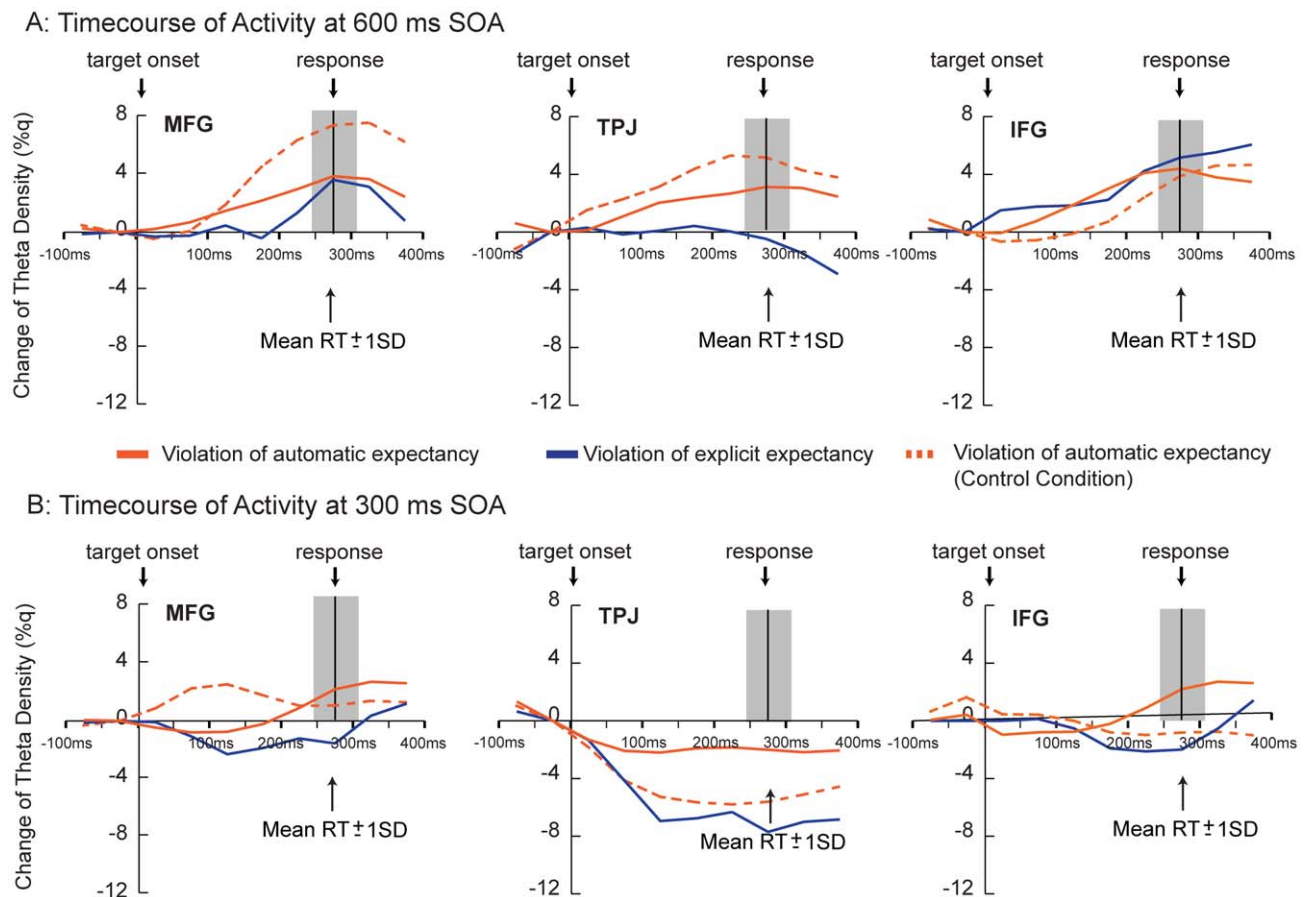 A: Timecourse of Activity at 600 ms SOA
target onset response target onset response target onset response
Change of Theta Density (%q)
8 MFG 8 TPJ 8 IFG
4 4 4
0 0 0
-100ms 100ms 200ms 300ms 400ms -100ms 100ms 200ms 300ms 400ms -100ms 100ms 200ms 300ms 400ms
-4 -4 -4
Mean RT ± 1SD Mean RT ± 1SD Mean RT ± 1SD
-8 -8 -8
-12 -12 -12
Violation of automatic expectancy Violation of explicit expectancy Violation of automatic expectancy
(Control Condition)
B: Timecourse of Activity at 300 ms SOA
target onset response target onset response target onset response
Change of Theta Density (%q)
8 MFG 8 TPJ 8 IFG
4 4 4
0 0 0
-100ms 100ms 200ms 300ms 400ms -100ms 100ms 200ms 300ms 400ms -100ms 100ms 200ms 300ms 400ms
-4 -4 -4
Mean RT ± 1SD Mean RT ± 1SD Mean RT ± 1SD
-8 -8 -8
-12 -12 -12